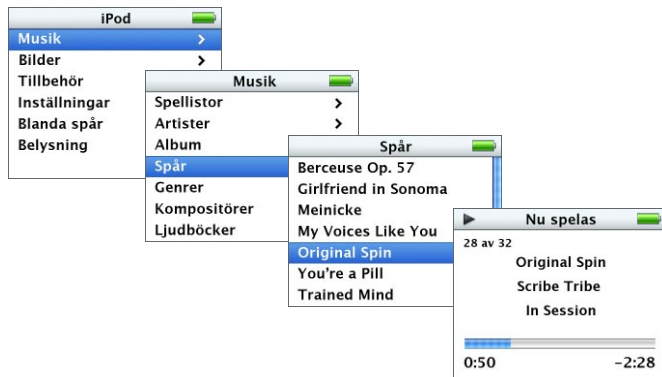 iPod
Musik
Bilder
Tillbehör
Inställningar
Blanda spår
Belysning
Musik
Spellistor
Artister
Album
Spår
Genrer
Kompositörer
Ljudböcker
Spår
Berceuse Op. 57
Girlfriend in Sonoma
Meinicke
My Voices Like You
Original Spin
You're a Pill
Trained Mind
Nu spelas
28 av 32
Original Spin
Scribe Tribe
In Session
0:50 -2:28